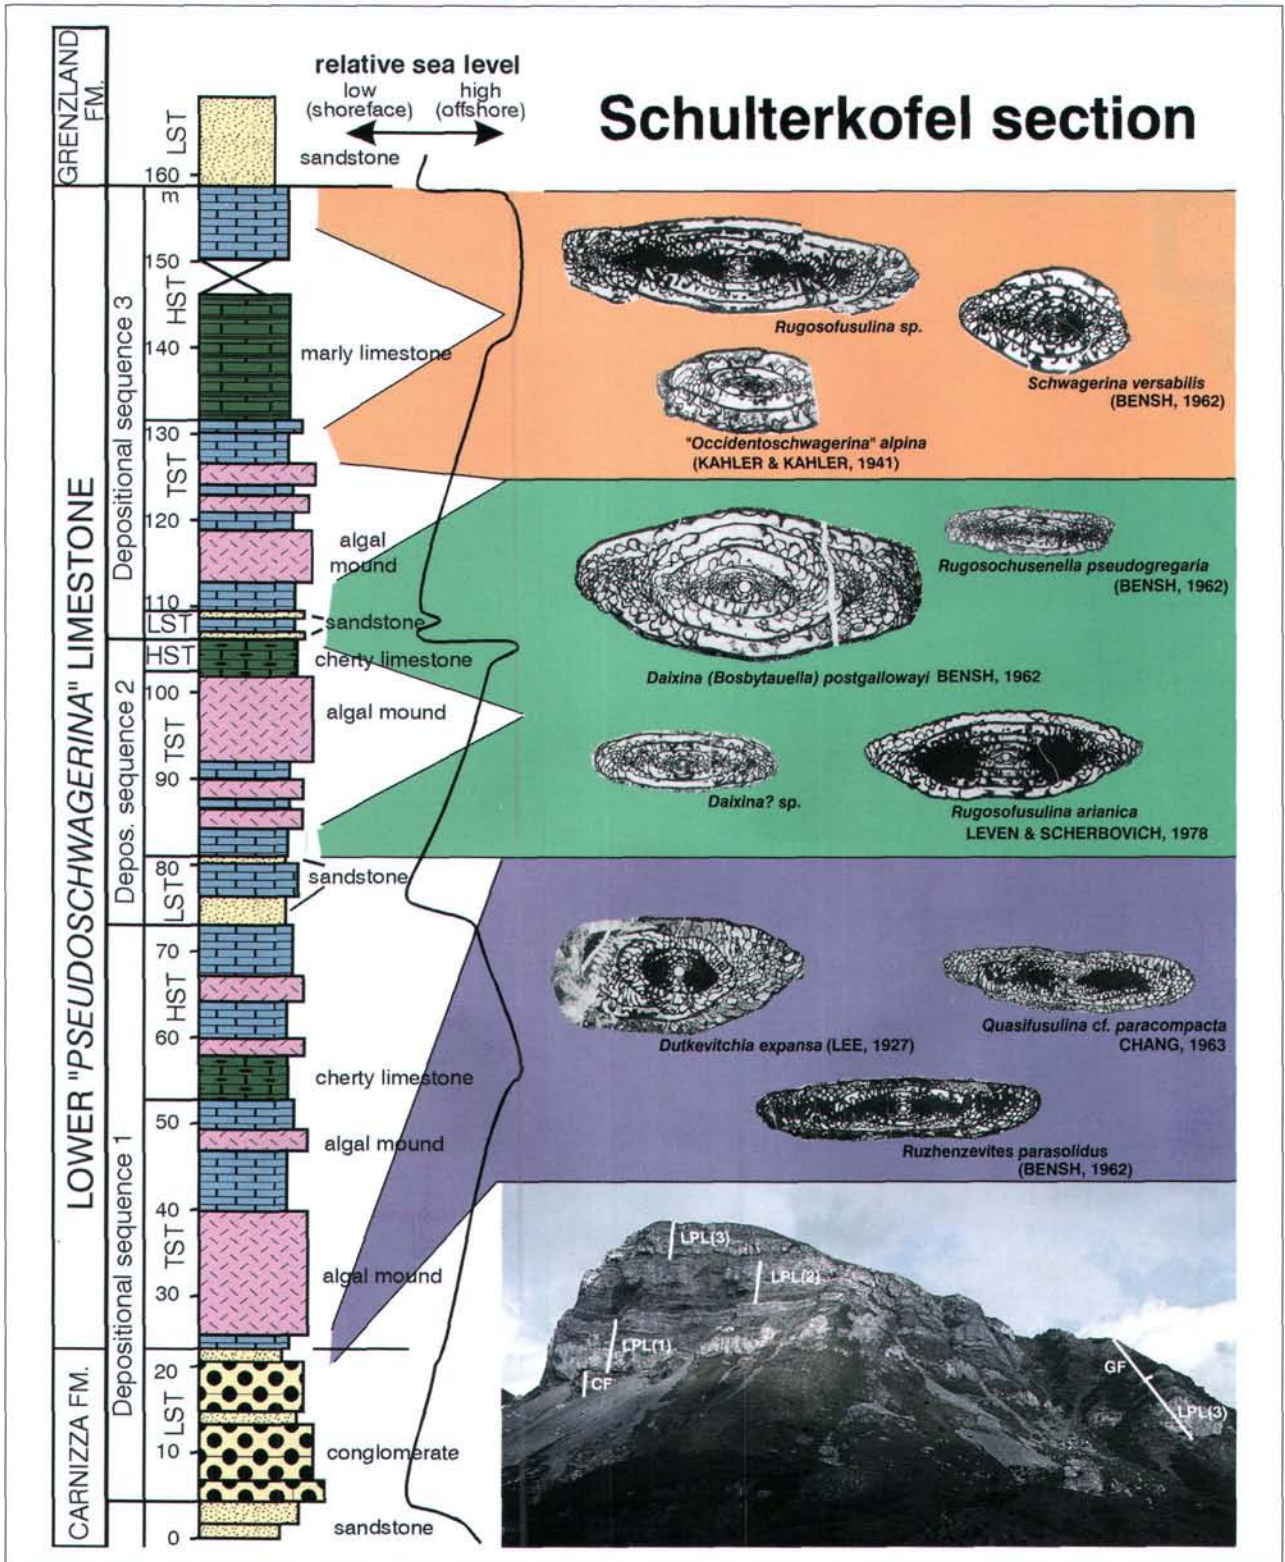 relative sea level
low
(shoreface)
high
(offshore)
Schulterkofel section
GRENZLAND
FM.
LOWER "PSEUDOSCHWAGERINA" LIMESTONE
CARNIZZA FM.
Depositional sequence 3
Depos. sequence 2
Depositional sequence 1
LST
HST
TST
LST
HST
TST
LST
HST
TST
LST
160
m
150
140
130
120
110
100
90
80
70
60
50
40
30
20
10
0
sandstone
marly limestone
algal
mound
sandstone
cherty limestone
algal mound
sandstone
cherty limestone
algal mound
algal mound
conglomerate
sandstone
Rugosofusulina sp.
Schwagerina versabilis
(BENSH, 1962)
"Occidentoschwagerina" alpina
(KAHLER & KAHLER, 1941)
Rugosochusenella pseudogregaria
(BENSH, 1962)
Daixina (Bosbytauella) postgallowayi BENSH, 1962
Daixina? sp.
Rugosofusulina arianica
LEVEN & SCHERBOVICH, 1978
Dutkevitchia expansa (LEE, 1927)
Quasifusulina cf. paracompacta
CHANG, 1963
Ruzhenzevites parasolidus
(BENSH, 1962)
LPL(3)
LPL(2)
LPL(1)
CF
GF
LPL(3)